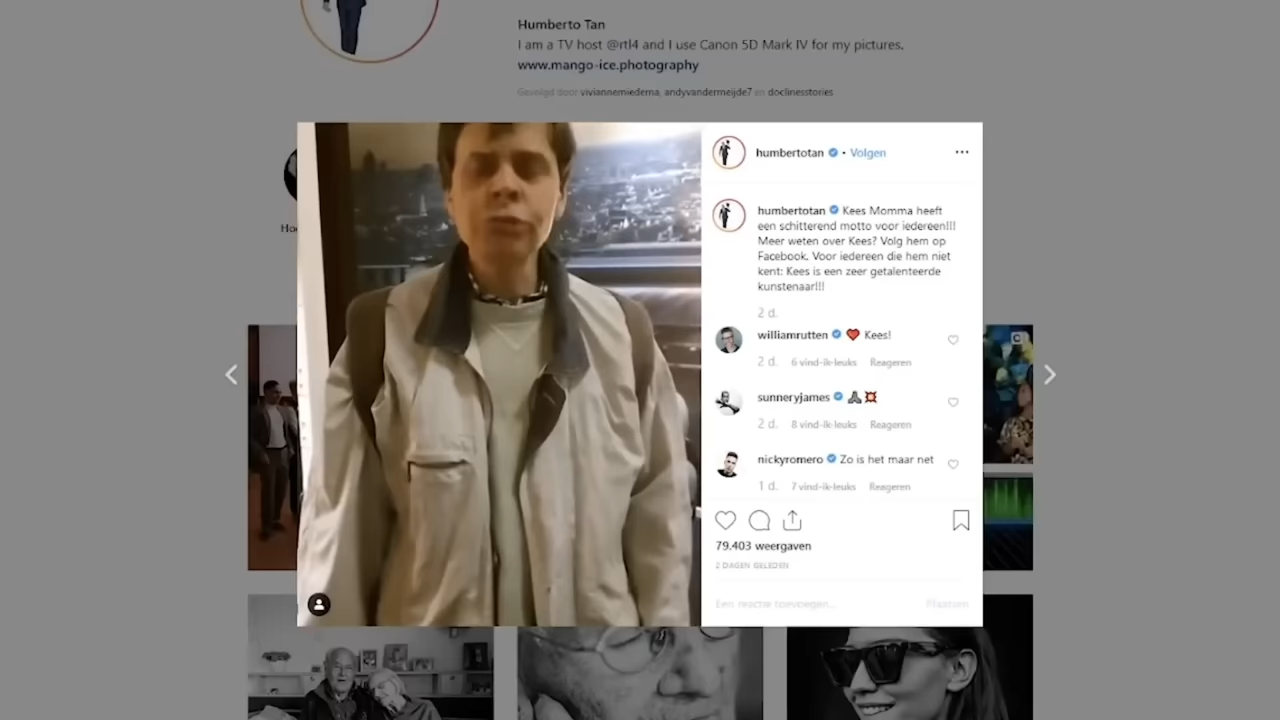 Humberto Tan
I am a TV host @rtl4 and I use Canon 5D Mark IV for my pictures.
www.mango-ice.photography
Gevolgd door viviannemiedema, andyvandermeijde7 en doclinesstories
humbertotan • Volgen
humbertotan Kees Momma heeft
een schitterend motto voor iedereen!!!
Meer weten over Kees? Volg hem op
Facebook. Voor iedereen die hem niet
kent: Kees is een zeer getalenteerde
kunstenaar!!!
2 d.
williamrutten ❤️ Kees!
2 d. 6 vind-ik-leuks Reageren
sunneryjames 🙏💥
2 d. 8 vind-ik-leuks Reageren
nickyromero Zo is het maar net
1 d. 7 vind-ik-leuks Reageren
79.403 weergaven
2 DAGEN GELEDEN
Een reactie toevoegen... Plaatsen